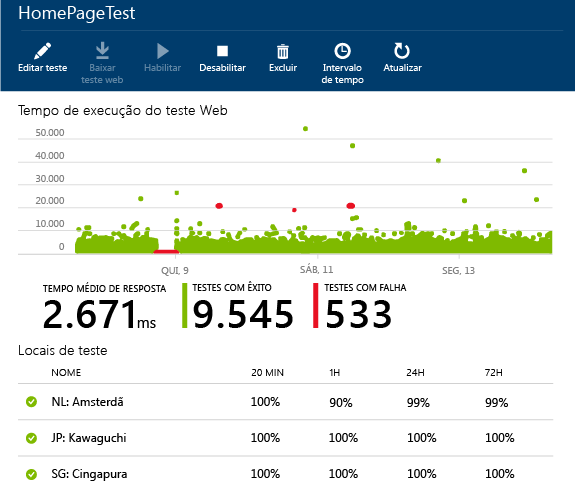 HomePageTest
Editar teste
Baixar
teste web
Habilitar
Desabilitar
Excluir
Intervalo
de tempo
Atualizar
Tempo de execução do teste Web
50.000
40.000
30.000
20.000
10.000
0
QUI, 9 SÁB, 11 SEG, 13
TEMPO MÉDIO DE RESPOSTA TESTES COM ÊXITO TESTES COM FALHA
2.671ms 9.545 533
Locais de teste
NOME 20 MIN 1H 24H 72H
NL: Amsterdã 100% 90% 99% 99%
JP: Kawaguchi 100% 100% 100% 100%
SG: Cingapura 100% 100% 100% 100%